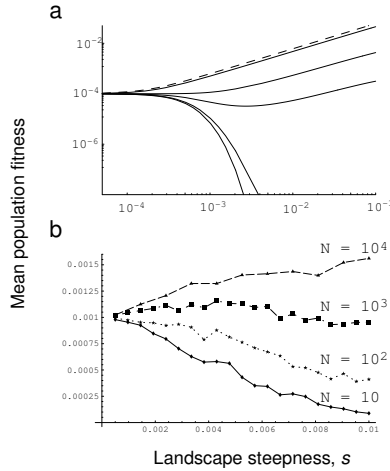 a
10^-2
10^-4
10^-6
10^-4
10^-3
10^-2
10^-1
Mean population fitness
b
N = 10^4
0.0015
0.00125
N = 10^3
0.001
0.00075
N = 10^2
0.0005
0.00025
N = 10
0.002
0.004
0.006
0.008
0.01
Landscape steepness, s